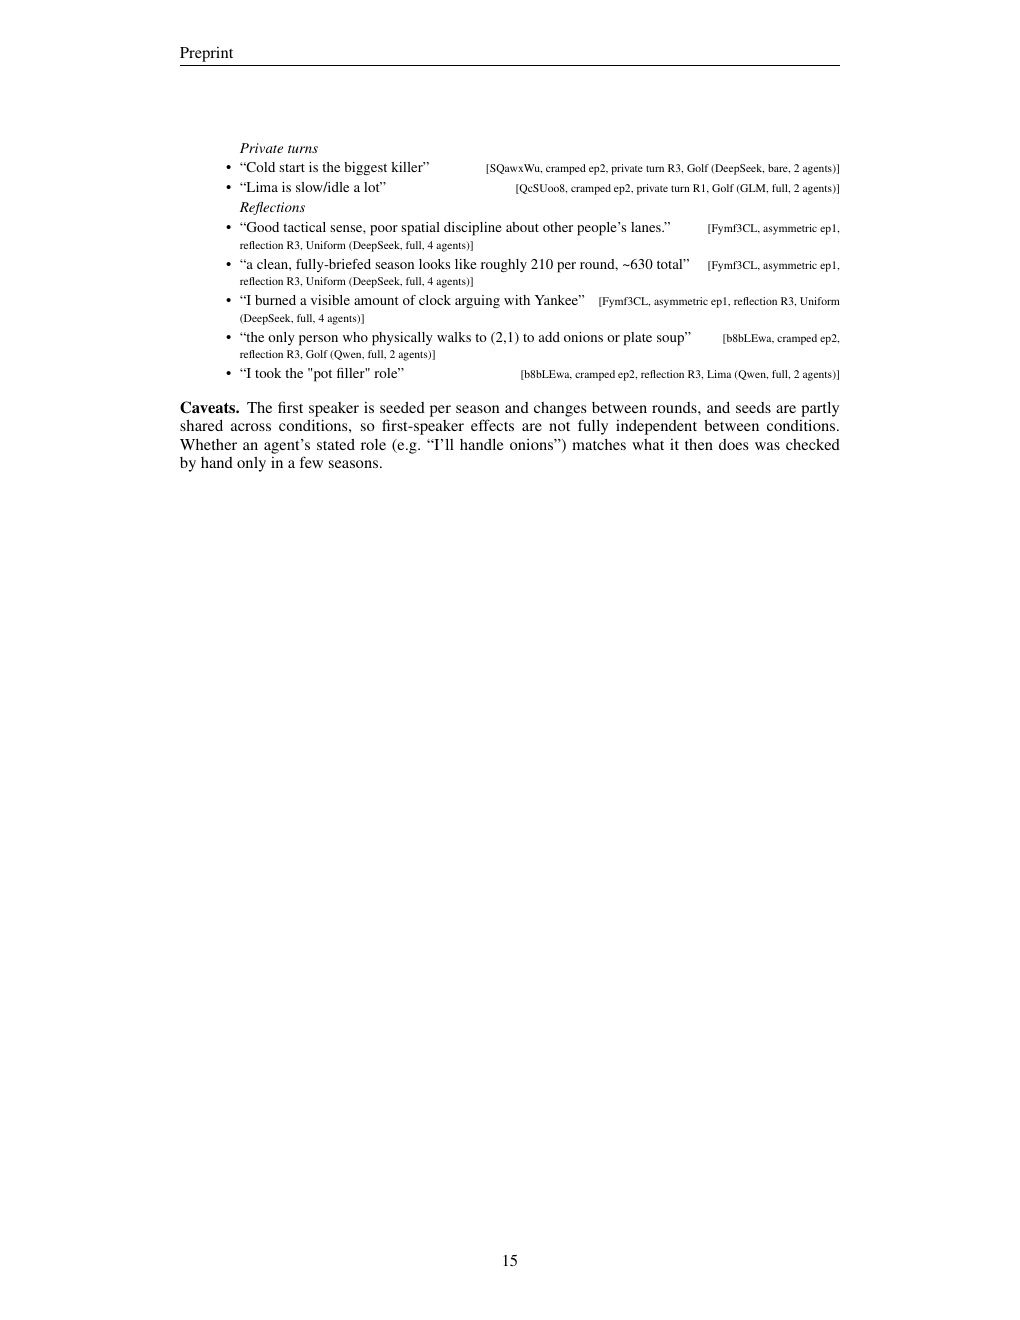 Preprint
Private turns
• “Cold start is the biggest killer” [SQawxWu, cramped ep2, private turn R3, Golf (DeepSeek, bare, 2 agents)]
• “Lima is slow/idle a lot” [QcSUoo8, cramped ep2, private turn R1, Golf (GLM, full, 2 agents)]
Reflections
• “Good tactical sense, poor spatial discipline about other people’s lanes.” [Fymf3CL, asymmetric ep1,
reflection R3, Uniform (DeepSeek, full, 4 agents)]
• “a clean, fully-briefed season looks like roughly 210 per round, ~630 total” [Fymf3CL, asymmetric ep1,
reflection R3, Uniform (DeepSeek, full, 4 agents)]
• “I burned a visible amount of clock arguing with Yankee” [Fymf3CL, asymmetric ep1, reflection R3, Uniform
(DeepSeek, full, 4 agents)]
• “the only person who physically walks to (2,1) to add onions or plate soup” [b8bLEwa, cramped ep2,
reflection R3, Golf (Qwen, full, 2 agents)]
• “I took the "pot filler" role” [b8bLEwa, cramped ep2, reflection R3, Lima (Qwen, full, 2 agents)]
Caveats. The first speaker is seeded per season and changes between rounds, and seeds are partly
shared across conditions, so first-speaker effects are not fully independent between conditions.
Whether an agent’s stated role (e.g. “I’ll handle onions”) matches what it then does was checked
by hand only in a few seasons.
15